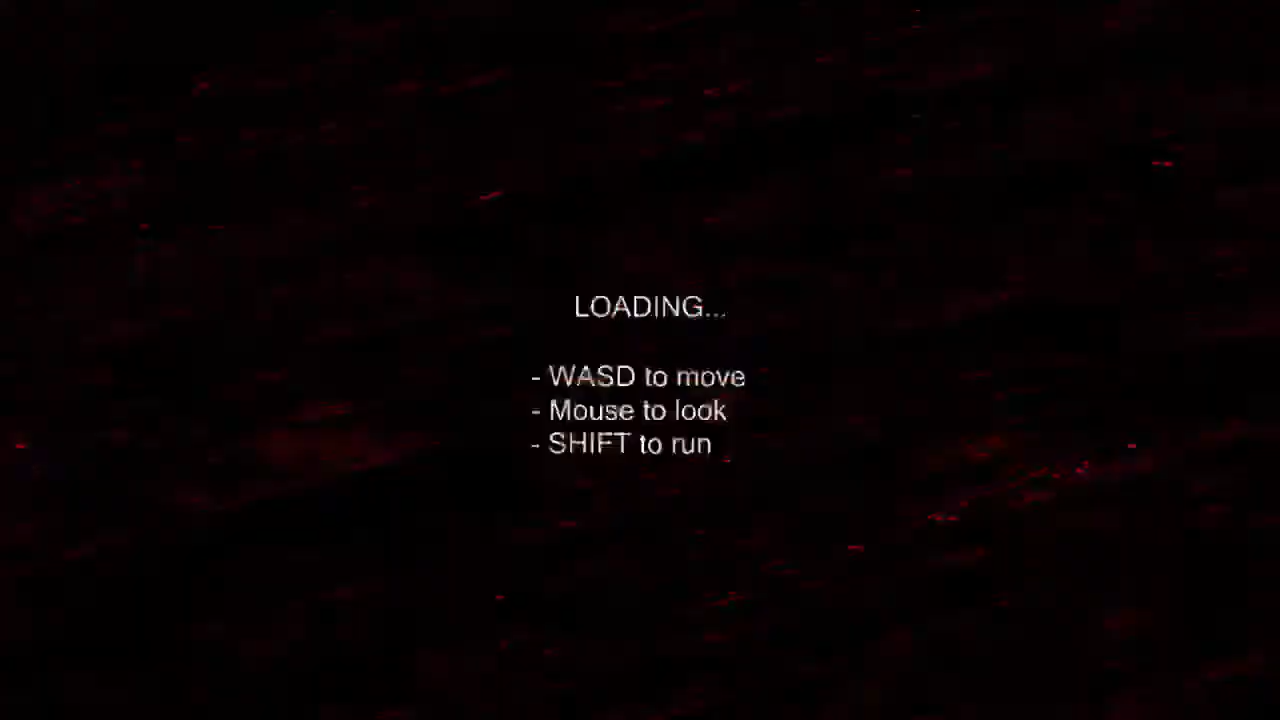 LOADING...
- WASD to move
- Mouse to look
- SHIFT to run